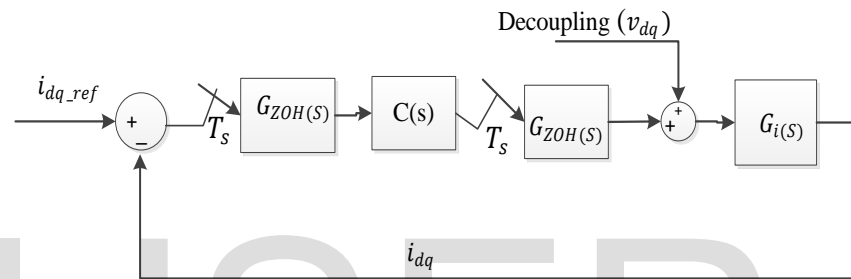 Decoupling (v_dq)
i_dq_ref
+
−
T_s
G_ZOH(S)
C(s)
T_s
G_ZOH(S)
+
+
G_i(S)
i_dq